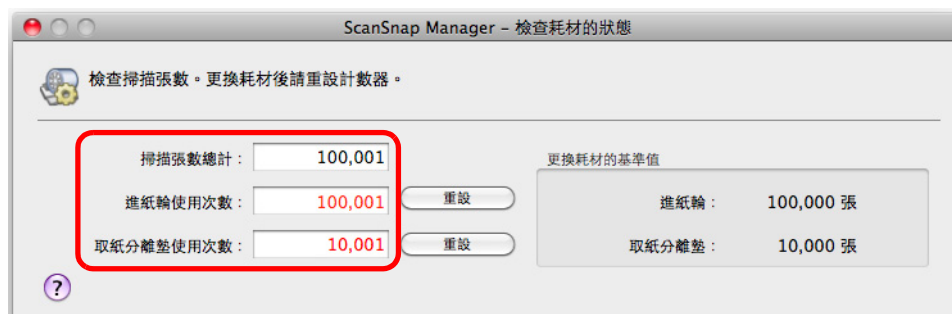 ScanSnap Manager – 檢查耗材的狀態
檢查掃描張數。更換耗材後請重設計數器。
掃描張數總計： 100,001
更換耗材的基準值
進紙輪使用次數： 100,001 重設 進紙輪： 100,000 張
取紙分離墊使用次數： 10,001 重設 取紙分離墊： 10,000 張
?